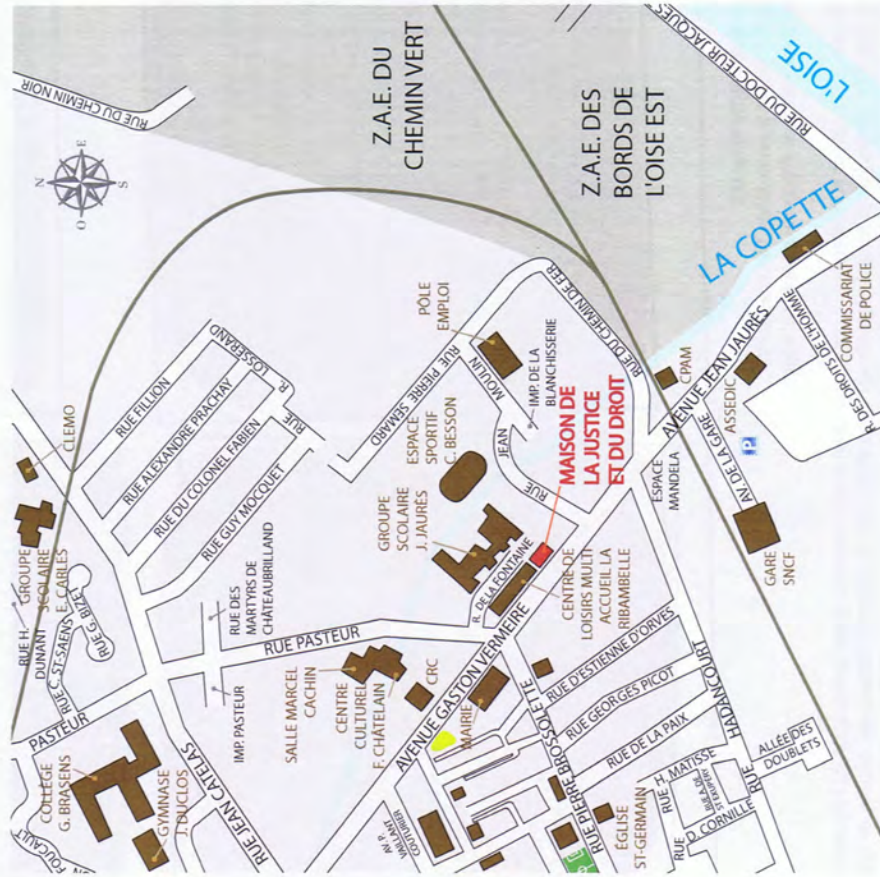 RUE DU CHEMIN NOIR
N
E
S
O
Z.A.E. DU
CHEMIN VERT
Z.A.E. DES
BORDS DE
L'OISE EST
L'OISE
RUE DU DOCTEUR JACQUES
LA COPETTE
COMMISSARIAT
DE POLICE
R. DES DROITS DE L'HOMME
AVENUE JEAN JAURÈS
ASSEDIC
CPAM
P
AV. DE LA GARE
GARE
SNCF
ESPACE
MANDELA
RUE DU CHEMIN DE FER
PÔLE
EMPLOI
RUE PIERRE SÉMARD
IMP. DE LA
BLANCHISSERIE
RUE
JEAN
MOULIN
ESPACE
SPORTIF
C. BESSON
MAISON DE
LA JUSTICE
ET DU DROIT
GROUPE
SCOLAIRE
J. JAURÈS
R. DE LA FONTAINE
CENTRE DE
LOISIRS MULTI
ACCUEIL LA
RIBAMBELLE
CLEMO
RUE FILLION
RUE ALEXANDRE PRACHAY
RUE DU COLONEL FABIEN
RUE GUY MOCQUET
RUE
R. LOSSERAND
GROUPE
SCOLAIRE
E. CARLES
RUE H.
DUNANT
RUE C. ST-SAENS
RUE G. BIZET
RUE DES
MARTYRS DE
CHÂTEAUBRILLAND
IMP. PASTEUR
PASTEUR
RUE PASTEUR
COLLÈGE
G. BRASENS
GYMNASE
J. DUCLOS
FOUCAULT
RUE JEAN CATELAS
SALLE MARCEL
CACHIN
CENTRE
CULTUREL
F. CHÂTELAIN
CRC
AVENUE GASTON VERMEIRE
MAIRIE
AV. P.
VAILLANT
COUTURIER
RUE PIERRE BROSSOLETTE
RUE D'ESTIENNE D'ORVES
RUE GEORGES PICOT
RUE DE LA PAIX
ÉGLISE
ST-GERMAIN
RUE H. MATISSE
RUE D. CORNILLE
RUE HADANCOURT
ALLÉE DES
DOUBLETS